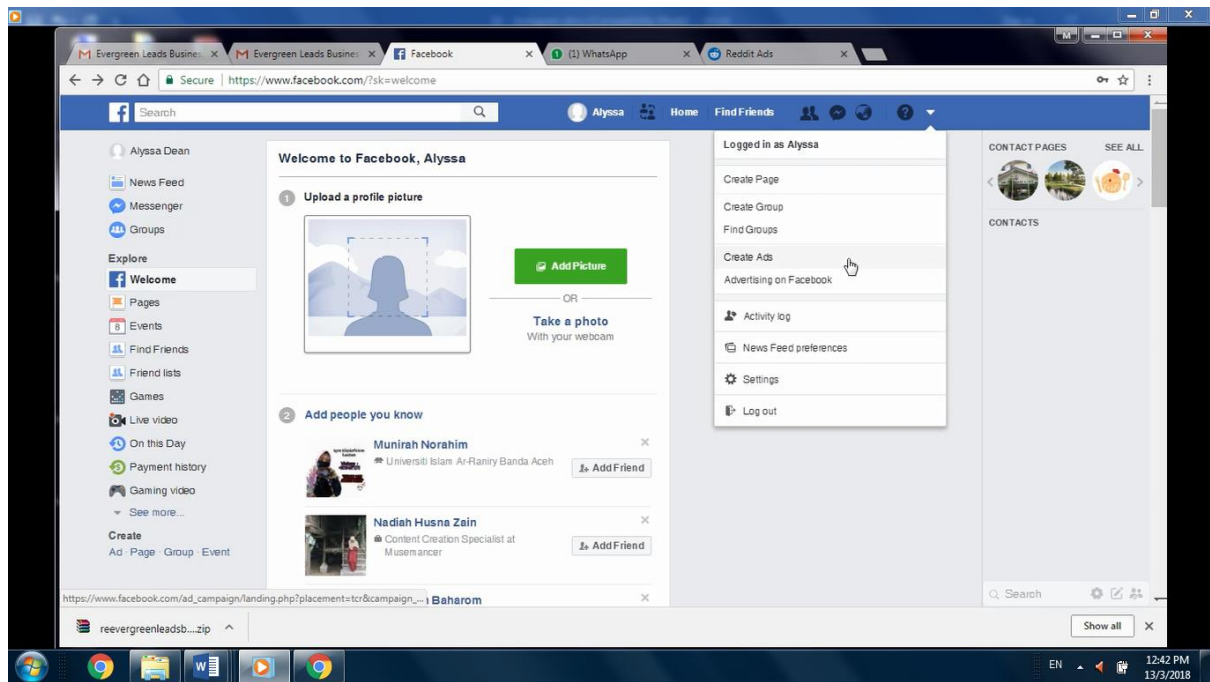 Evergreen Leads Busines
Evergreen Leads Busines
Facebook
(1) WhatsApp
Reddit Ads
M
Secure | https://www.facebook.com/?sk=welcome
Search
Alyssa
Home
Find Friends
Alyssa Dean
News Feed
Messenger
Groups
Explore
Welcome
Pages
8 Events
Find Friends
Friend lists
Games
Live video
On this Day
Payment history
Gaming video
See more...
Create
Ad · Page · Group · Event
Welcome to Facebook, Alyssa
1 Upload a profile picture
Add Picture
OR
Take a photo
With your webcam
2 Add people you know
Munirah Norahim
Universiti Islam Ar-Raniry Banda Aceh
Add Friend
Nadiah Husna Zain
Content Creation Specialist at
Musemancer
Add Friend
Baharom
Logged in as Alyssa
Create Page
Create Group
Find Groups
Create Ads
Advertising on Facebook
Activity log
News Feed preferences
Settings
Log out
CONTACT PAGES
SEE ALL
CONTACTS
Search
https://www.facebook.com/ad_campaign/landing.php?placement=tcr&campaign_...
reevergreenleadsb....zip
Show all
EN
12:42 PM
13/3/2018